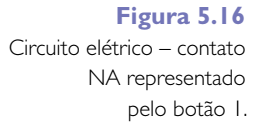 Figura 5.16
Circuito elétrico – contato
NA representado
pelo botão 1.